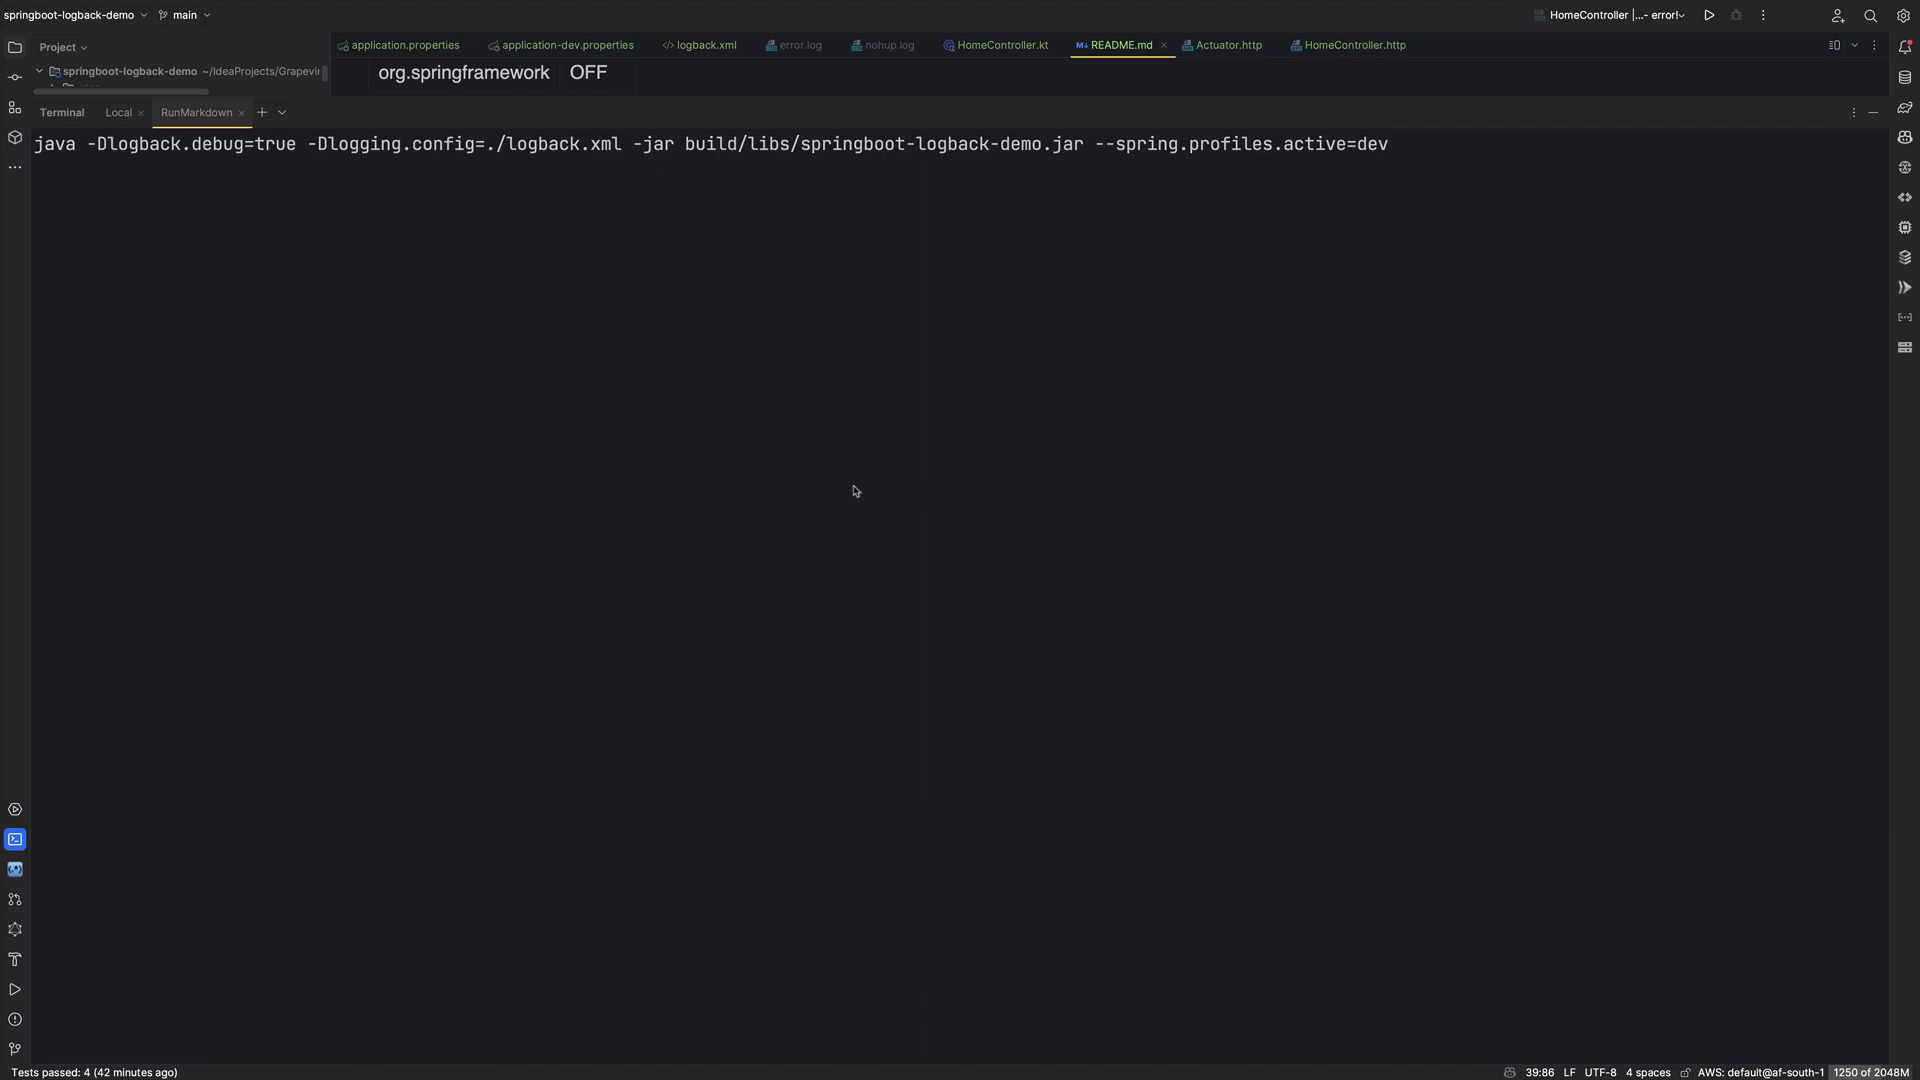 springboot-logback-demo
main
HomeController |...- error!
Project
application.properties
application-dev.properties
logback.xml
error.log
nohup.log
HomeController.kt
README.md
Actuator.http
HomeController.http
springboot-logback-demo ~/IdeaProjects/Grapevin
org.springframework OFF
Terminal
Local
RunMarkdown
java -Dlogback.debug=true -Dlogging.config=./logback.xml -jar build/libs/springboot-logback-demo.jar --spring.profiles.active=dev
Tests passed: 4 (42 minutes ago)
39:86
LF
UTF-8
4 spaces
AWS: default@af-south-1
1250 of 2048M